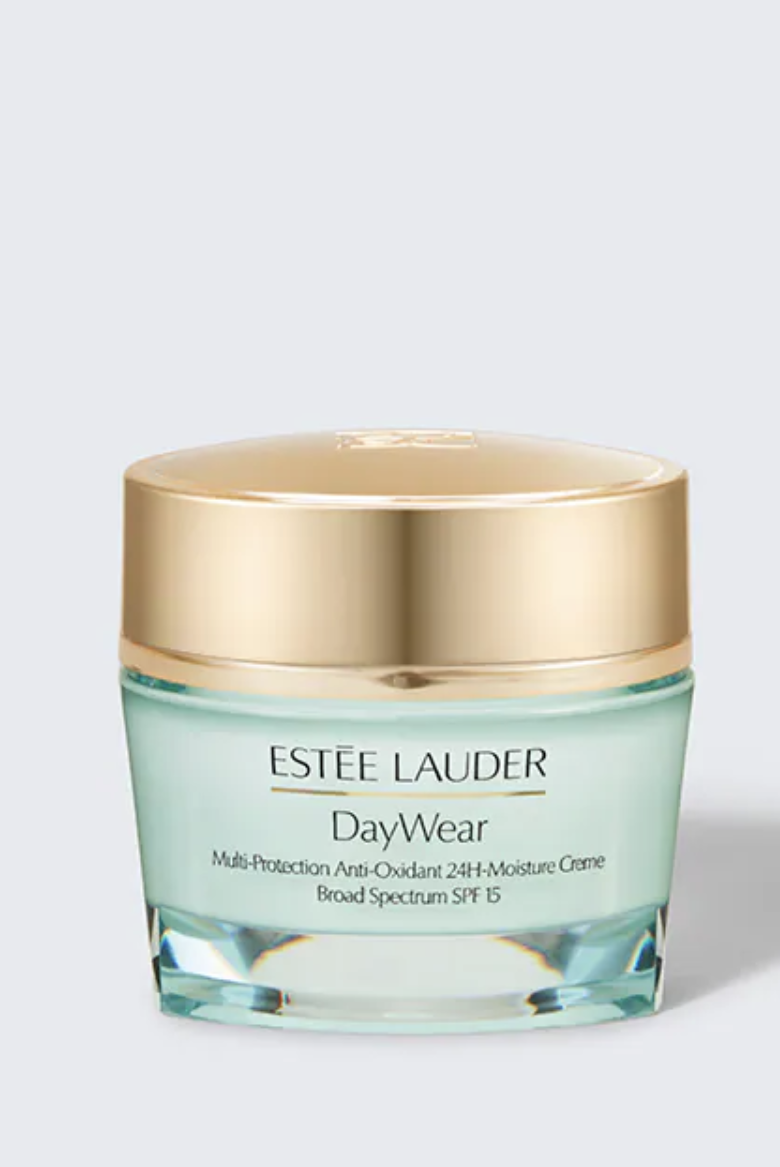 ESTĒE LAUDER
DayWear
Multi-Protection Anti-Oxidant 24H-Moisture Creme
Broad Spectrum SPF 15